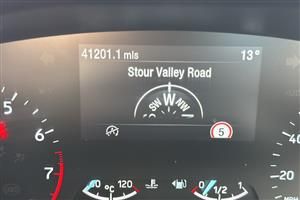 41201.1 mls 13°
Stour Valley Road
SW W NW
5
5
6
7
60 °C 120
0 1/2 1
20
MPH